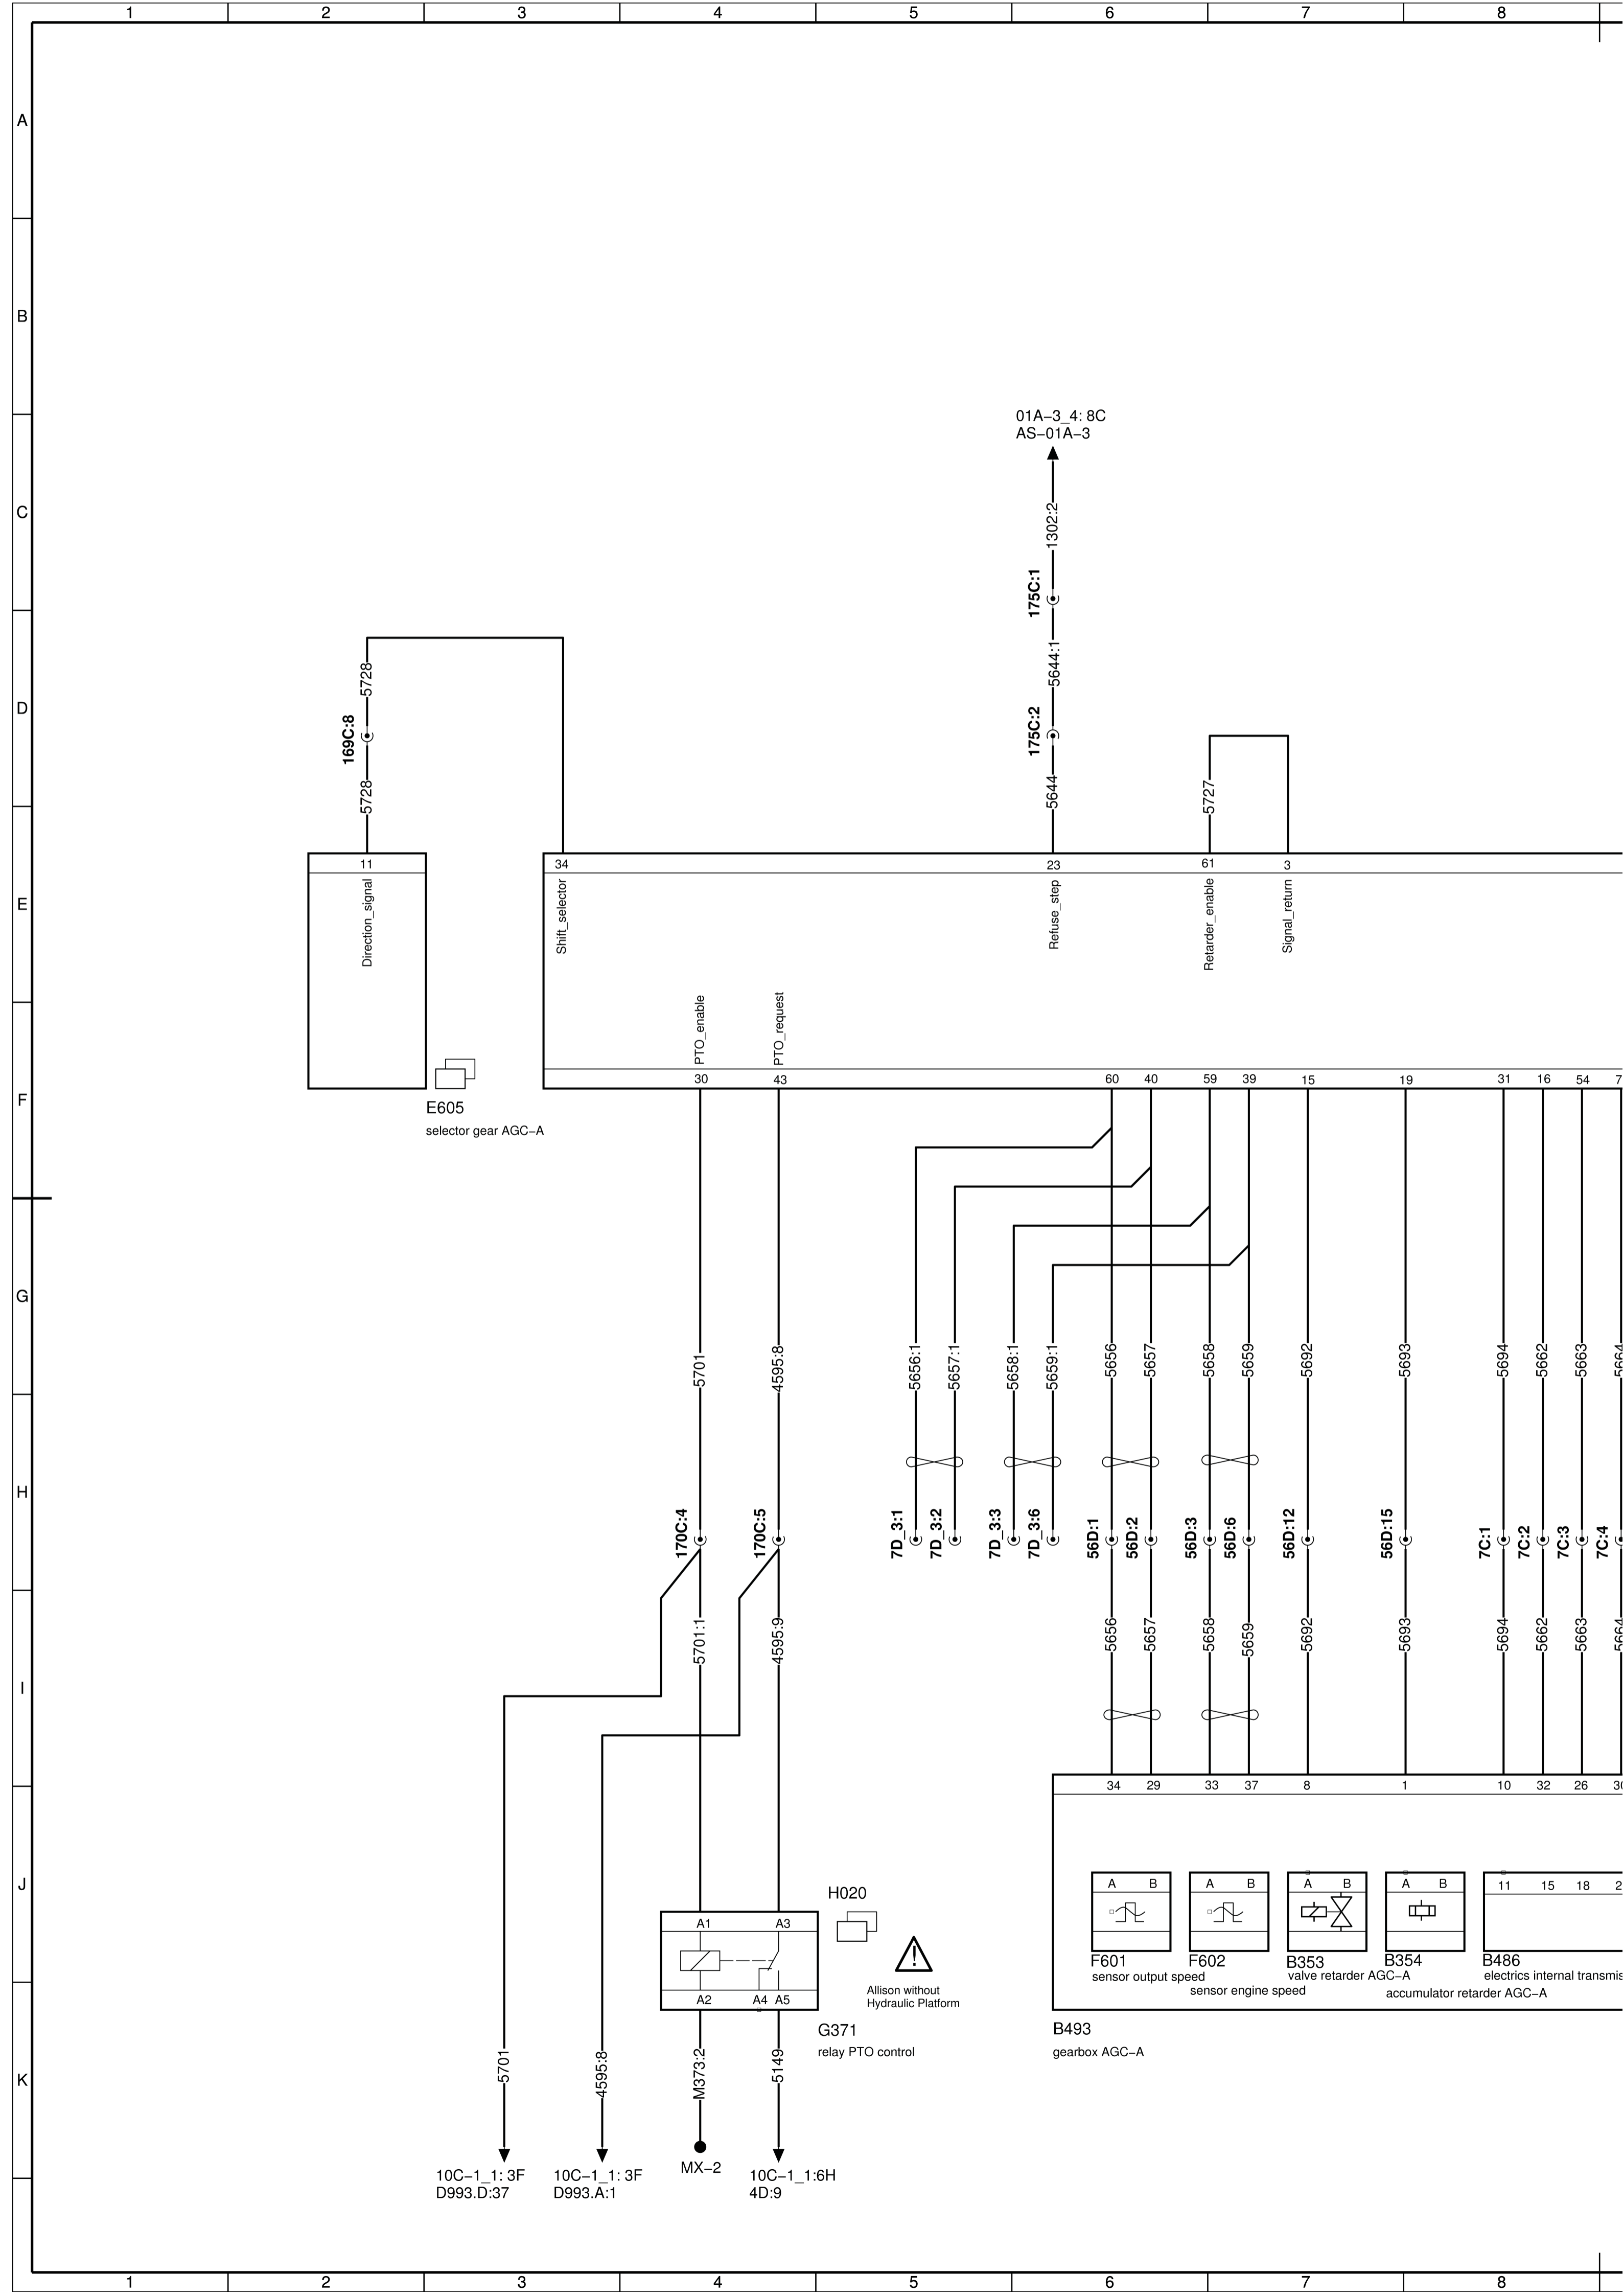 1 2 3 4 5 6 7 8
A
B
01A−3_4: 8C
AS−01A−3
C
1302:2
175C:1
5728
5644:1
D
169C:8
175C:2
5728
5644
5727
11 34 23 61 3
E
Direction_signal
Shift_selector
Refuse_step
Retarder_enable
Signal_return
PTO_enable
PTO_request
30 43 60 40 59 39 15 19 31 16 54 7
F
E605
selector gear AGC−A
G
5701 4595:8 5656:1 5657:1 5658:1 5659:1 5656 5657 5658 5659 5692 5693 5694 5662 5663 5664
H
170C:4 170C:5 7D_3:1 7D_3:2 7D_3:3 7D_3:6 56D:1 56D:2 56D:3 56D:6 56D:12 56D:15 7C:1 7C:2 7C:3 7C:4
5701:1 4595:9 5656 5657 5658 5659 5692 5693 5694 5662 5663 5664
I
34 29 33 37 8 1 10 32 26
J
H020
A B A B A B A B 11 15 18 2
A1 A3
F601 F602 B353 B354 B486
sensor output speed
valve retarder AGC−A
electrics internal
sensor engine speed
accumulator retarder AGC−A
Allison without
Hydraulic Platform
A2 A4 A5
G371
relay PTO control
B493
gearbox AGC−A
K
5701 4595:8 M373:2 5149
MX−2
10C−1_1: 3F
D993.D:37
10C−1_1: 3F
D993.A:1
10C−1_1:6H
4D:9
1 2 3 4 5 6 7 8